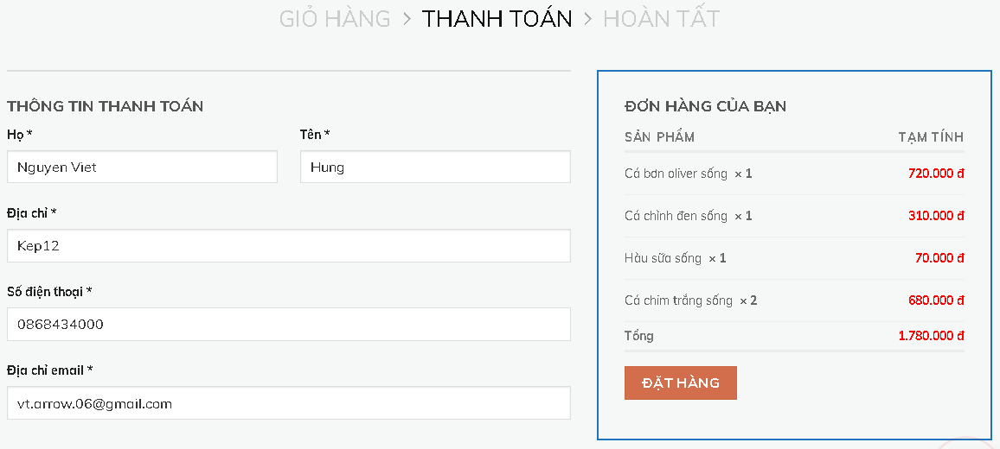 GIỎ HÀNG > THANH TOÁN > HOÀN TẤT
THÔNG TIN THANH TOÁN
Họ * Tên *
Nguyen Viet Hung
Địa chỉ *
Kep12
Số điện thoại *
0868434000
Địa chỉ email *
vt.arrow.06@gmail.com
ĐƠN HÀNG CỦA BẠN
SẢN PHẨM TẠM TÍNH
Cá bơn oliver sống × 1 720.000 đ
Cá chình đen sống × 1 310.000 đ
Hàu sữa sống × 1 70.000 đ
Cá chim trắng sống × 2 680.000 đ
Tổng 1.780.000 đ
ĐẶT HÀNG